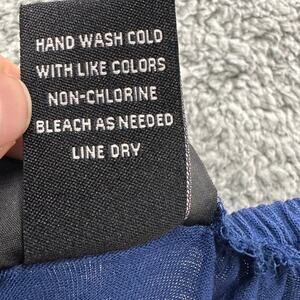 HAND WASH COLD
WITH LIKE COLORS
NON-CHLORINE
BLEACH AS NEEDED
LINE DRY